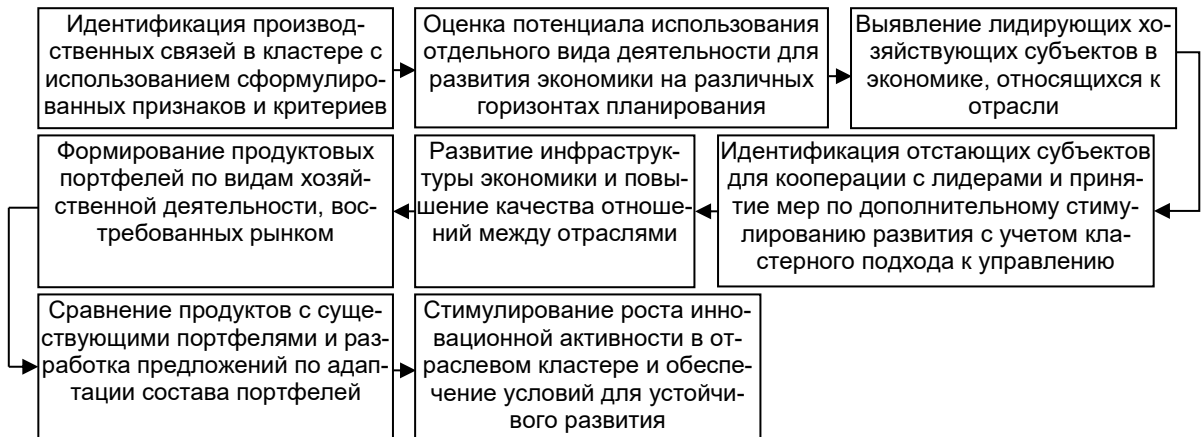 Идентификация производ-
ственных связей в кластере с
использованием сформулиро-
ванных признаков и критериев
Оценка потенциала использования
отдельного вида деятельности для
развития экономики на различных
горизонтах планирования
Выявление лидирующих хо-
зяйствующих субъектов в
экономике, относящихся к
отрасли
Идентификация отстающих субъектов
для кооперации с лидерами и приня-
тие мер по дополнительному стиму-
лированию развития с учетом кла-
стерного подхода к управлению
Развитие инфраструк-
туры экономики и повы-
шение качества отноше-
ний между отраслями
Формирование продуктовых
портфелей по видам хозяй-
ственной деятельности, вос-
требованных рынком
Сравнение продуктов с суще-
ствующими портфелями и раз-
работка предложений по адап-
тации состава портфелей
Стимулирование роста инно-
вационной активности в от-
раслевом кластере и обеспе-
чение условий для устойчи-
вого развития